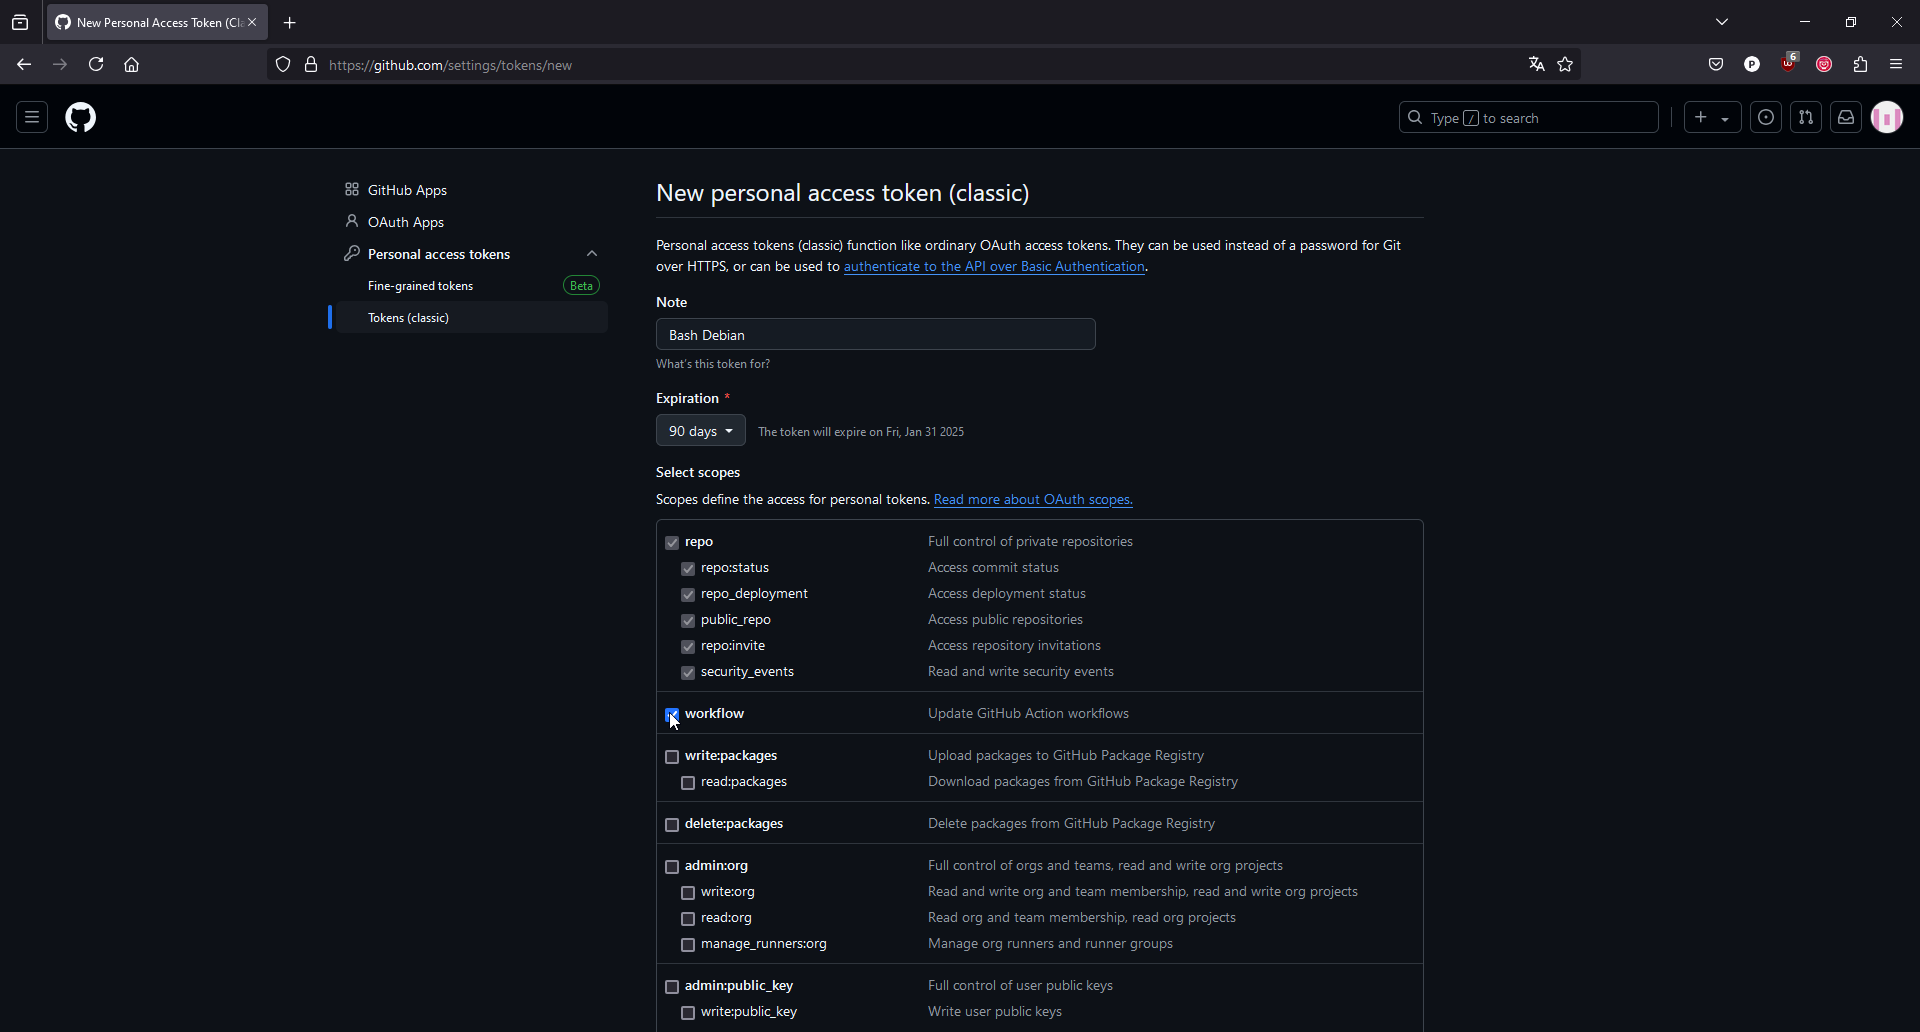 New Personal Access Token (Cl
https://github.com/settings/tokens/new
P
6
Type / to search
GitHub Apps
OAuth Apps
Personal access tokens
Fine-grained tokens
Beta
Tokens (classic)
New personal access token (classic)
Personal access tokens (classic) function like ordinary OAuth access tokens. They can be used instead of a password for Git
over HTTPS, or can be used to authenticate to the API over Basic Authentication.
Note
Bash Debian
What's this token for?
Expiration *
90 days The token will expire on Fri, Jan 31 2025
Select scopes
Scopes define the access for personal tokens. Read more about OAuth scopes.
repo Full control of private repositories
repo:status Access commit status
repo_deployment Access deployment status
public_repo Access public repositories
repo:invite Access repository invitations
security_events Read and write security events
workflow Update GitHub Action workflows
write:packages Upload packages to GitHub Package Registry
read:packages Download packages from GitHub Package Registry
delete:packages Delete packages from GitHub Package Registry
admin:org Full control of orgs and teams, read and write org projects
write:org Read and write org and team membership, read and write org projects
read:org Read org and team membership, read org projects
manage_runners:org Manage org runners and runner groups
admin:public_key Full control of user public keys
write:public_key Write user public keys